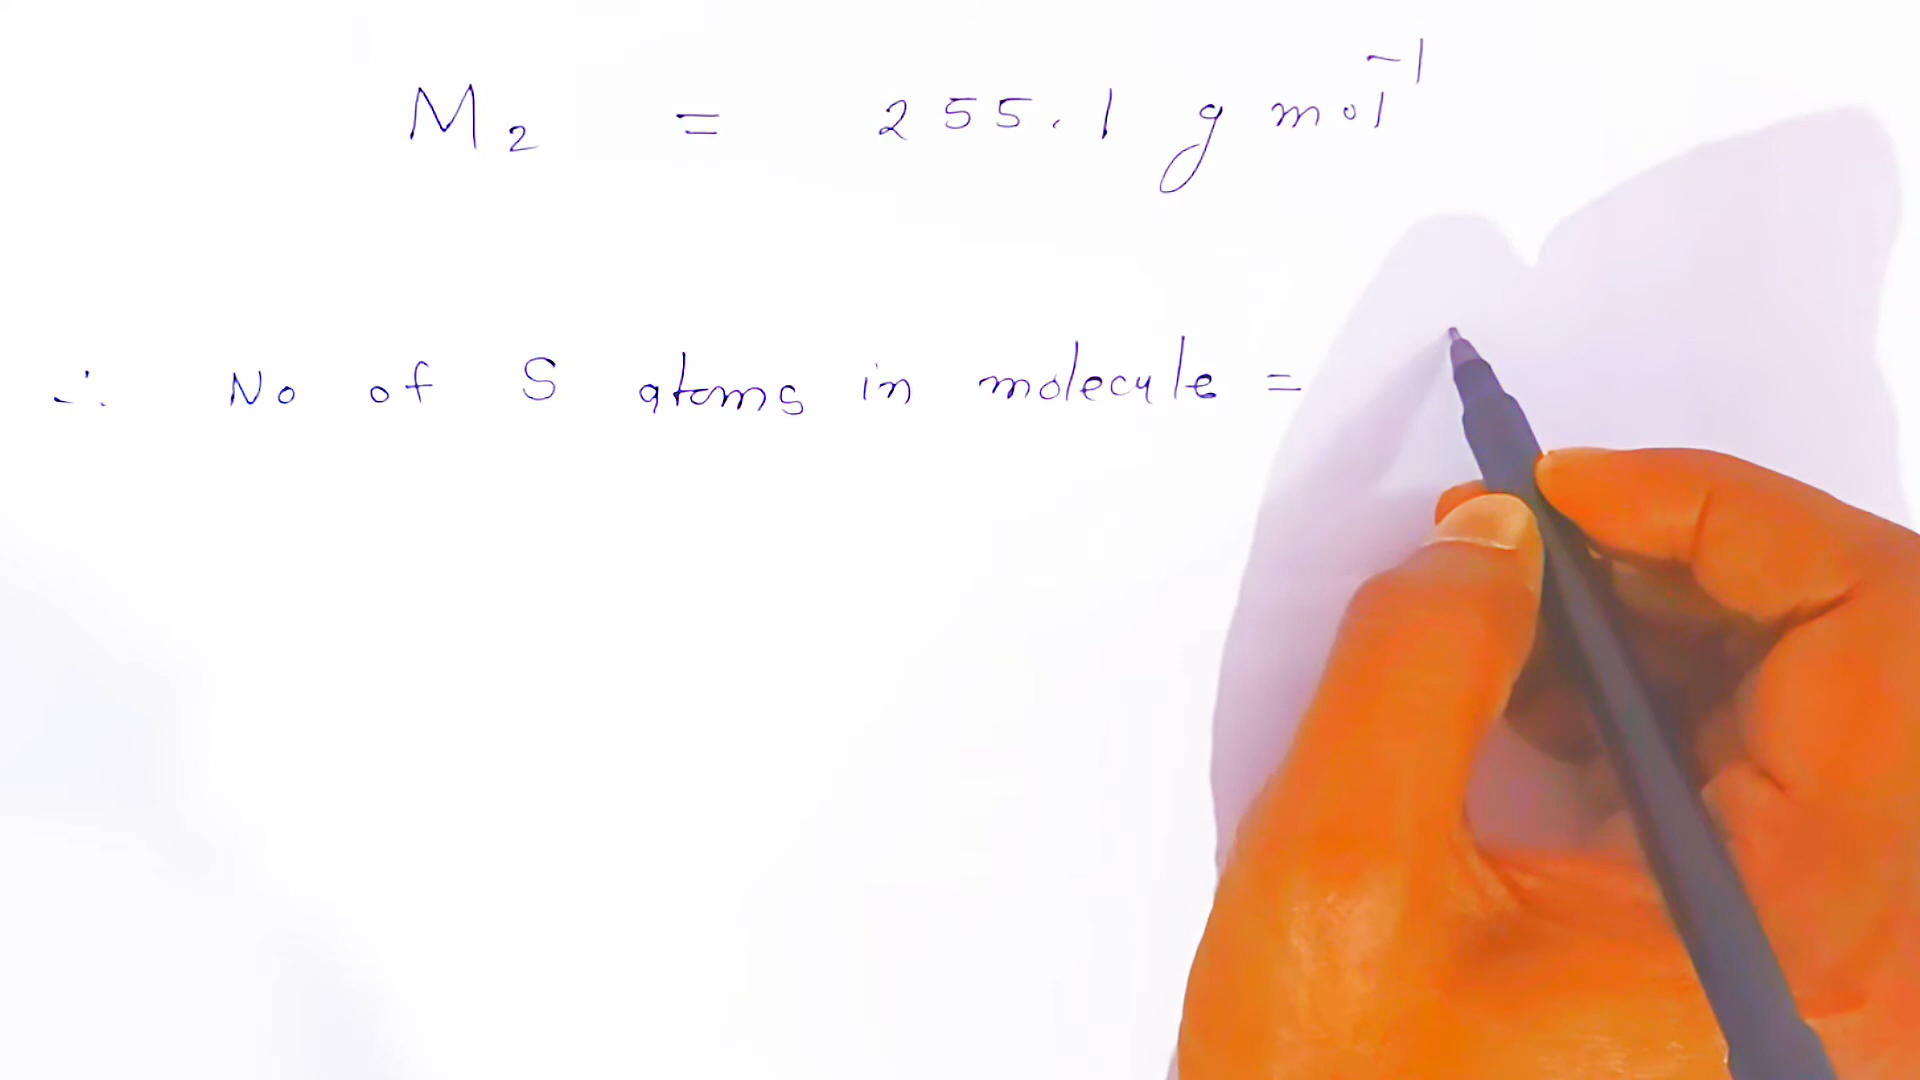 M₂ = 255.1 g mol⁻¹
∴ No of S atoms in molecule =